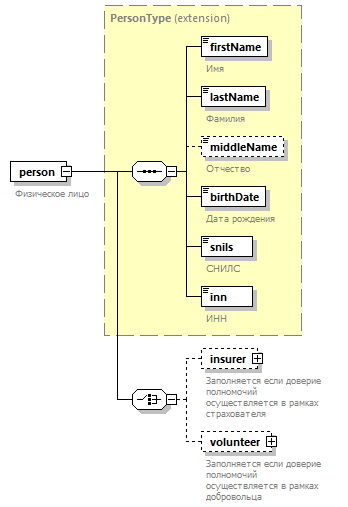 PersonType (extension)
firstName
Имя
lastName
Фамилия
middleName
Отчество
person
Физическое лицо
birthDate
Дата рождения
snils
СНИЛС
inn
ИНН
insurer
Заполняется если доверие
полномочий
осуществляется в рамках
страхователя
volunteer
Заполняется если доверие
полномочий
осуществляется в рамках
добровольца